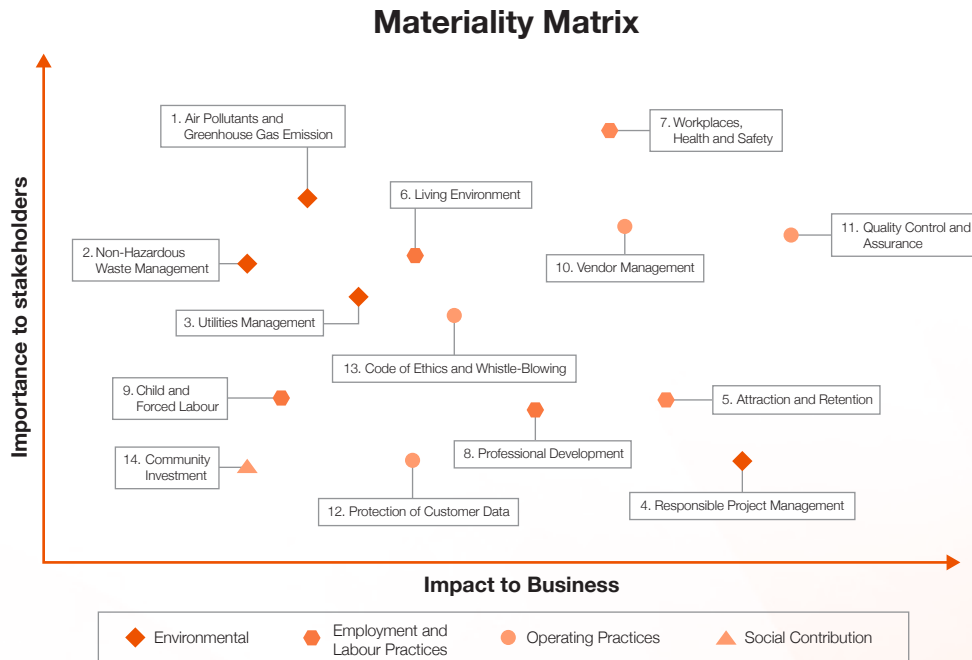 Materiality Matrix
Importance to stakeholders
1. Air Pollutants and
Greenhouse Gas Emission
7. Workplaces,
Health and Safety
6. Living Environment
11. Quality Control and
Assurance
2. Non-Hazardous
Waste Management
10. Vendor Management
3. Utilities Management
13. Code of Ethics and Whistle-Blowing
9. Child and
Forced Labour
5. Attraction and Retention
8. Professional Development
14. Community
Investment
12. Protection of Customer Data
4. Responsible Project Management
Impact to Business
Environmental
Employment and
Labour Practices
Operating Practices
Social Contribution